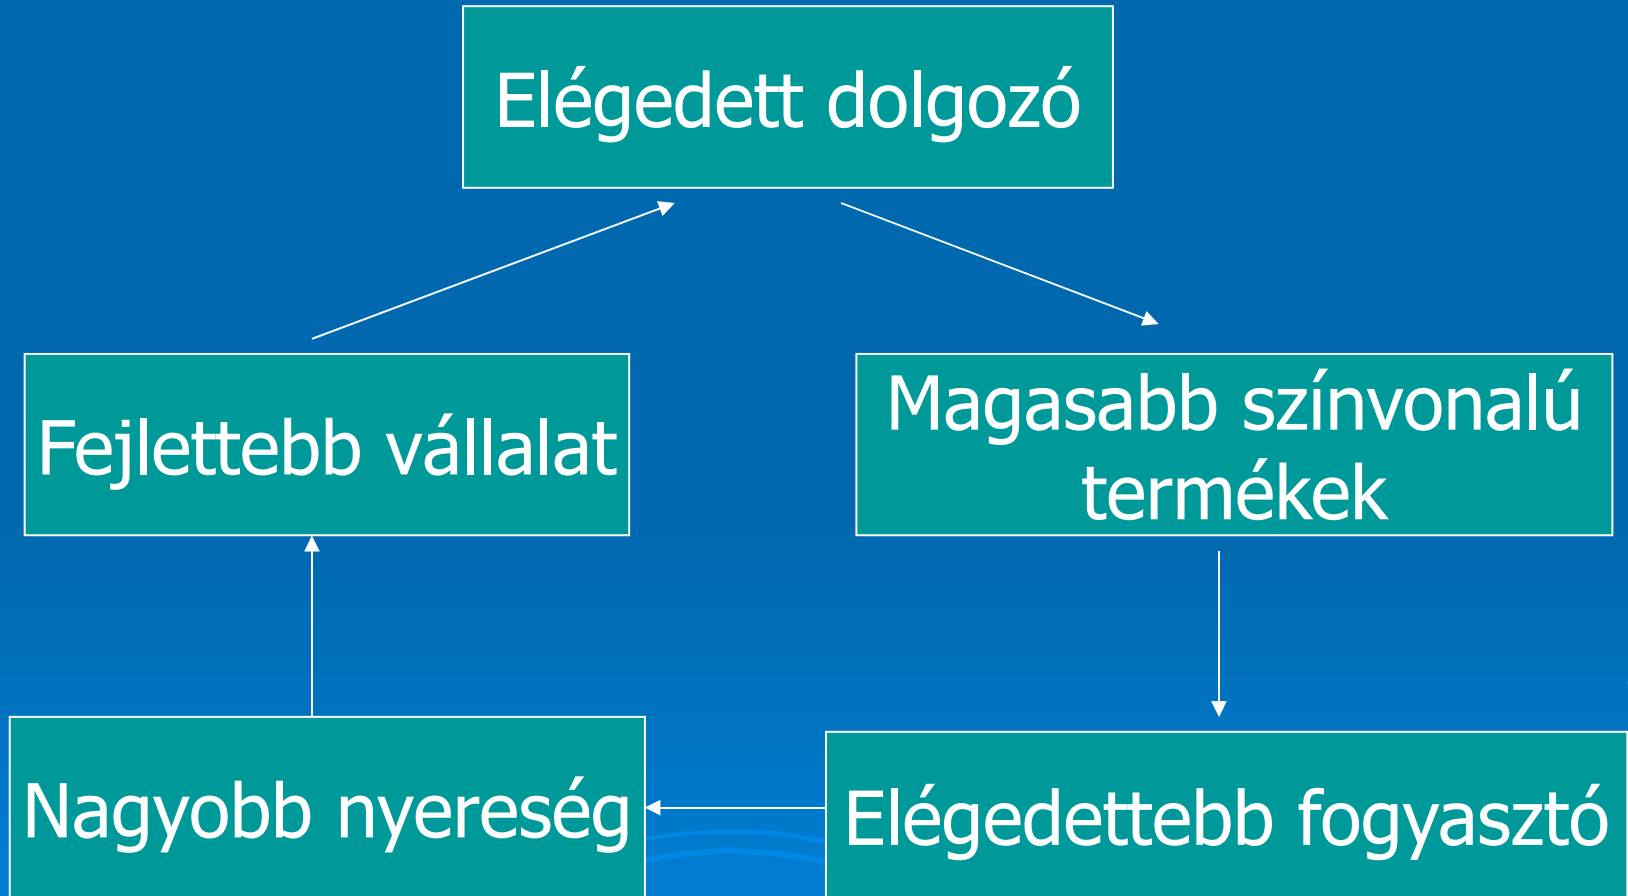 Elégedett dolgozó
Fejlettebb vállalat
Magasabb színvonalú
termékek
Nagyobb nyereség
Elégedettebb fogyasztó